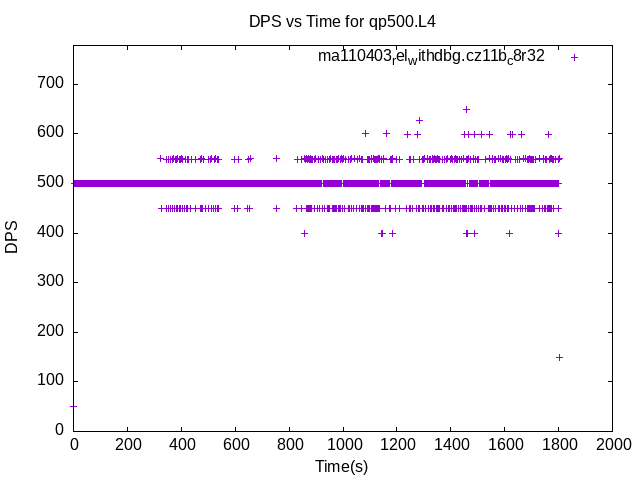 DPS vs Time for qp500.L4
ma110403relwithdbg.cz11bc8r32
700
600
500
400
300
200
100
0
DPS
0 200 400 600 800 1000 1200 1400 1600 1800 2000
Time(s)